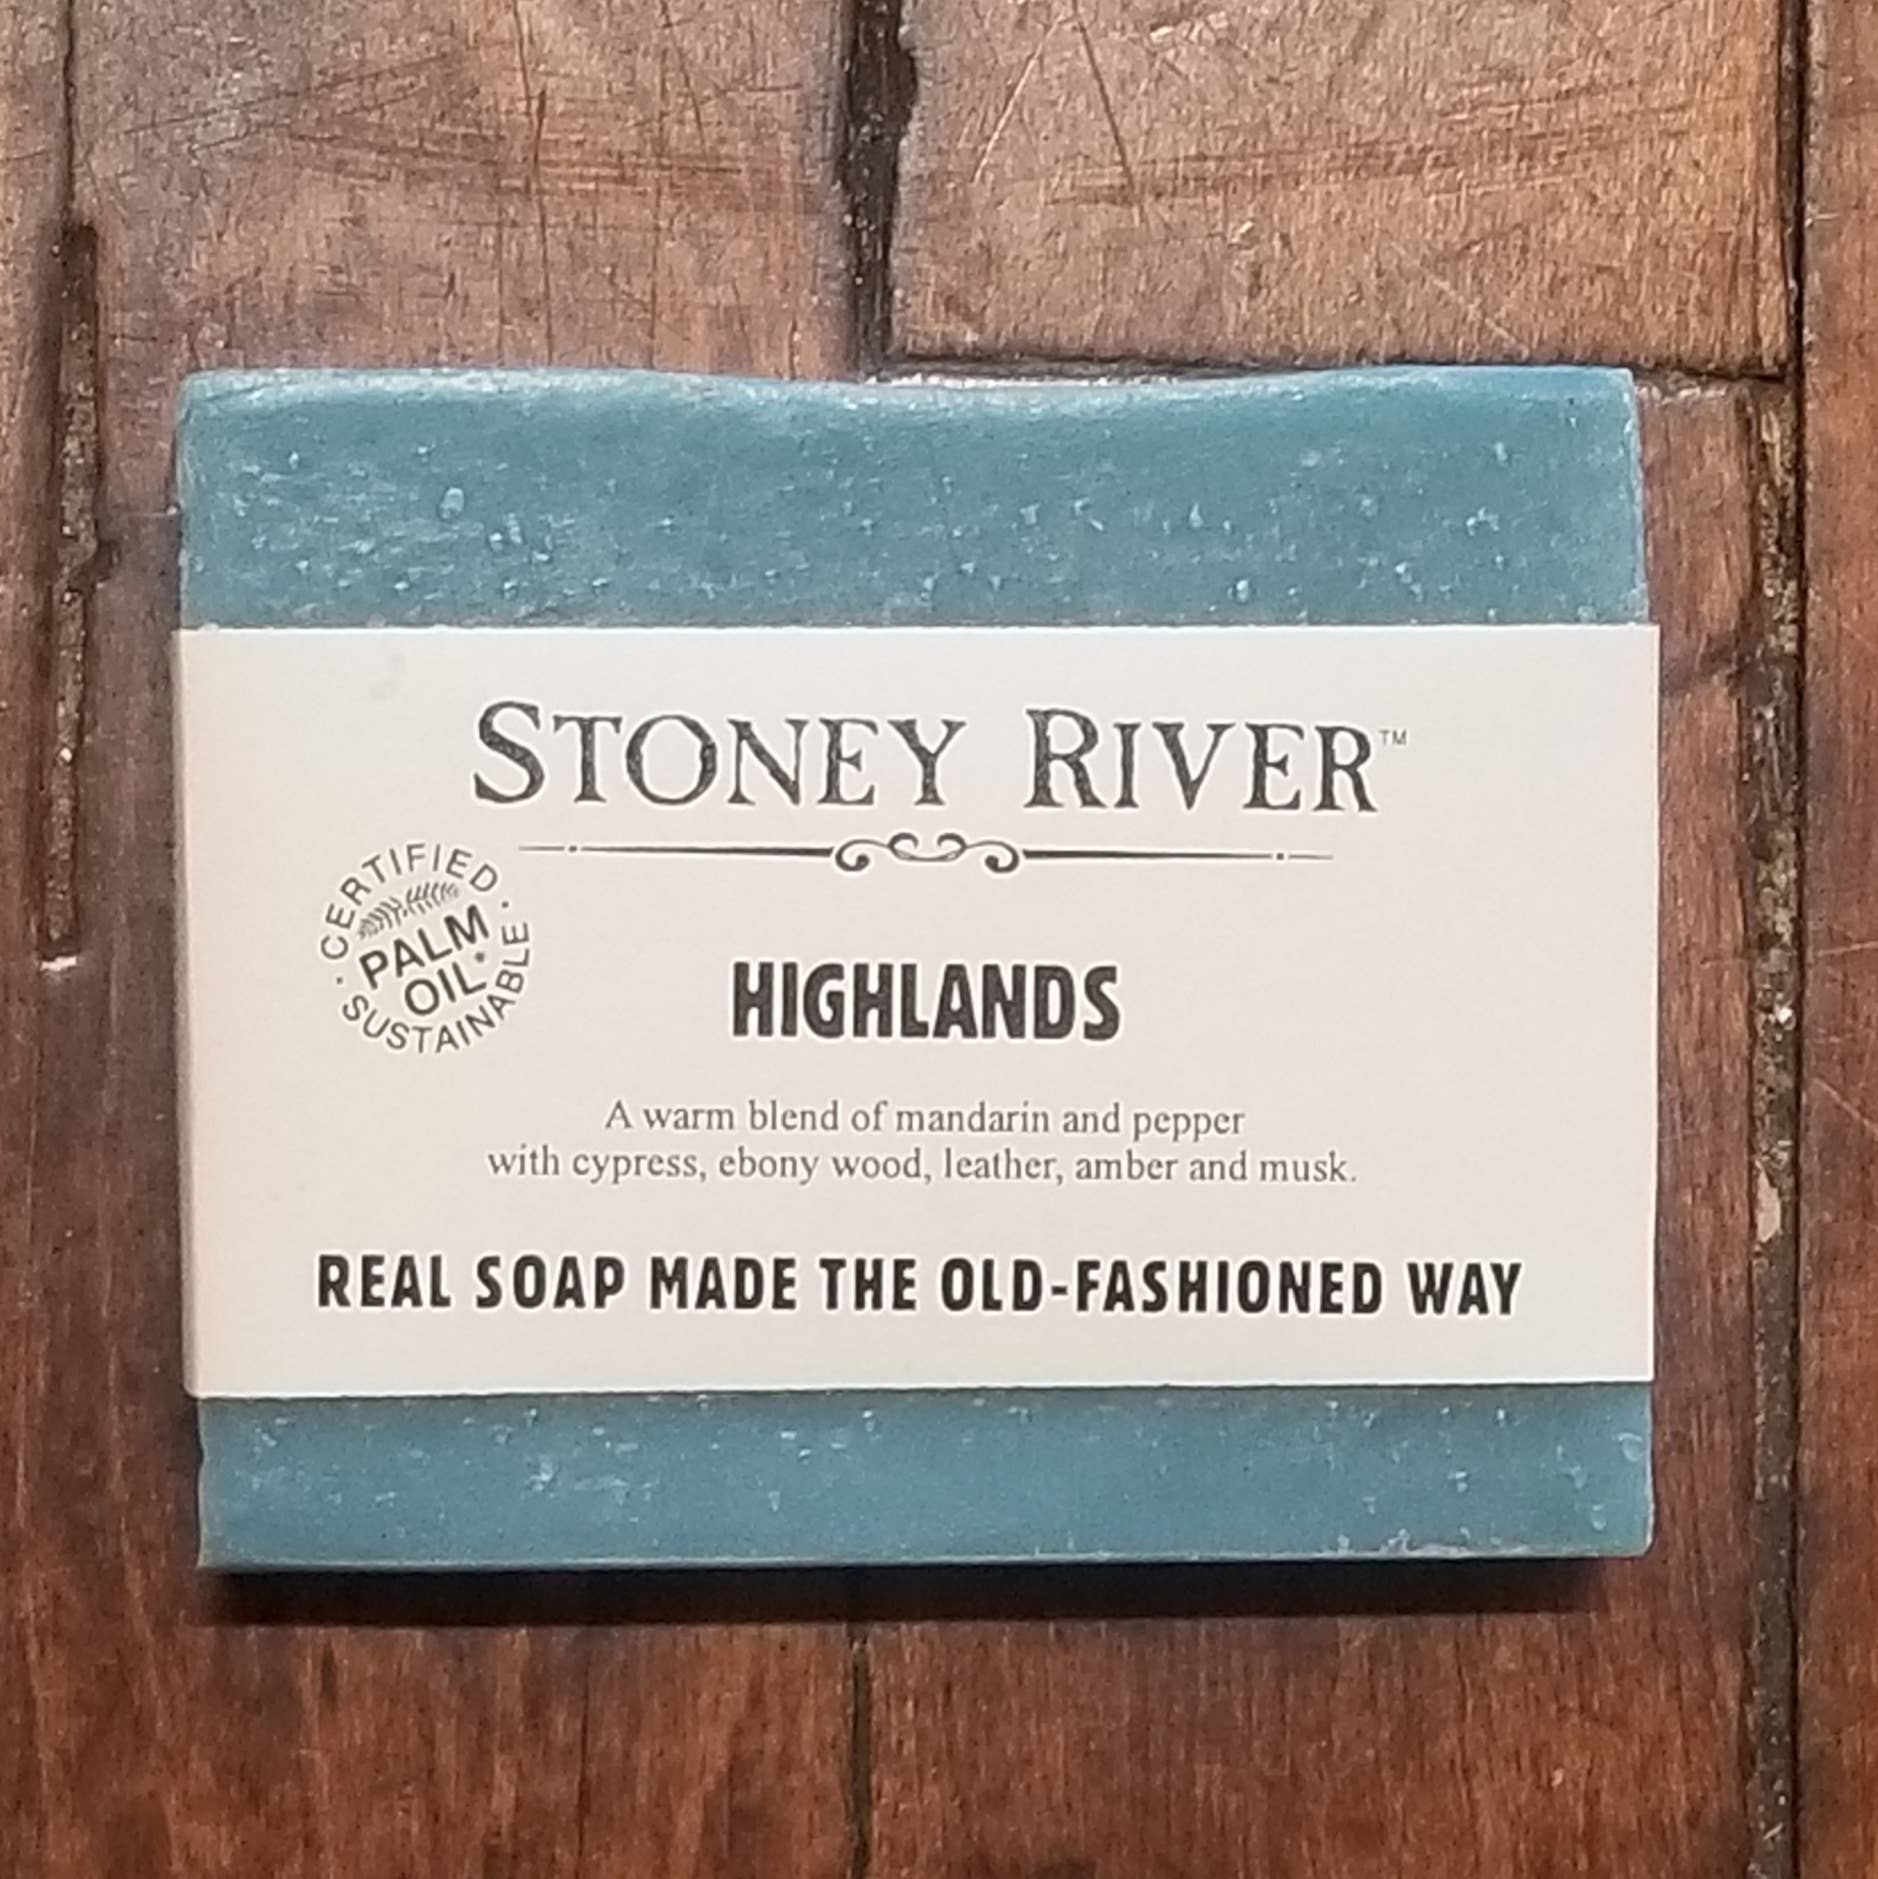 STONEY RIVER™
CERTIFIED
PALM
OIL*
SUSTAINABLE
HIGHLANDS
A warm blend of mandarin and pepper
with cypress, ebony wood, leather, amber and musk.
REAL SOAP MADE THE OLD-FASHIONED WAY